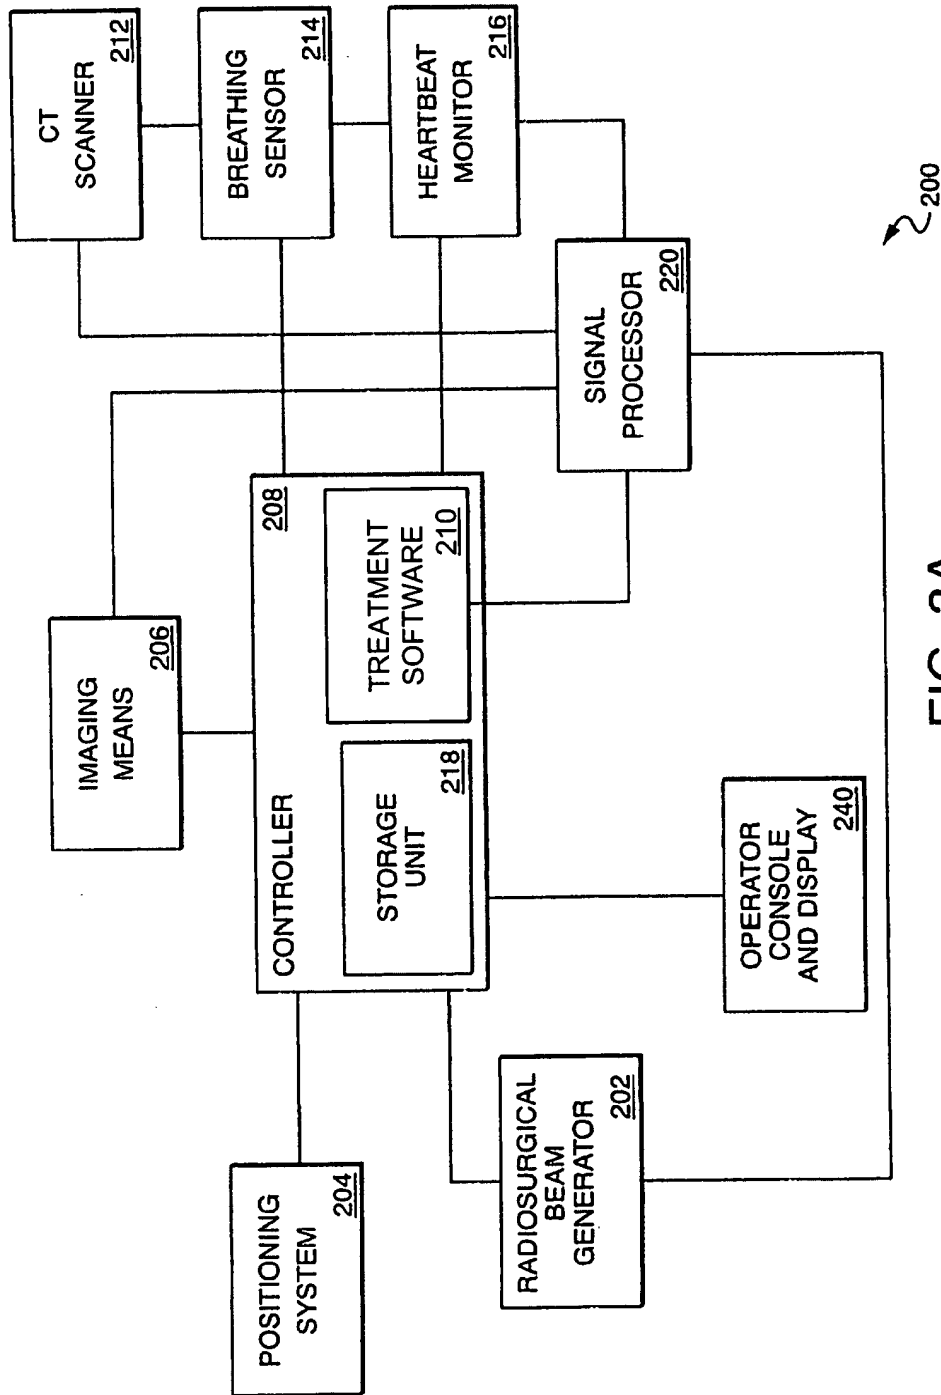 CT
SCANNER
212
IMAGING
MEANS
206
BREATHING
SENSOR
214
POSITIONING
SYSTEM
204
CONTROLLER
208
STORAGE
UNIT
218
TREATMENT
SOFTWARE
210
HEARTBEAT
MONITOR
216
RADIOSURGICAL
BEAM
GENERATOR
202
SIGNAL
PROCESSOR
220
OPERATOR
CONSOLE
AND DISPLAY
240
200
FIG.